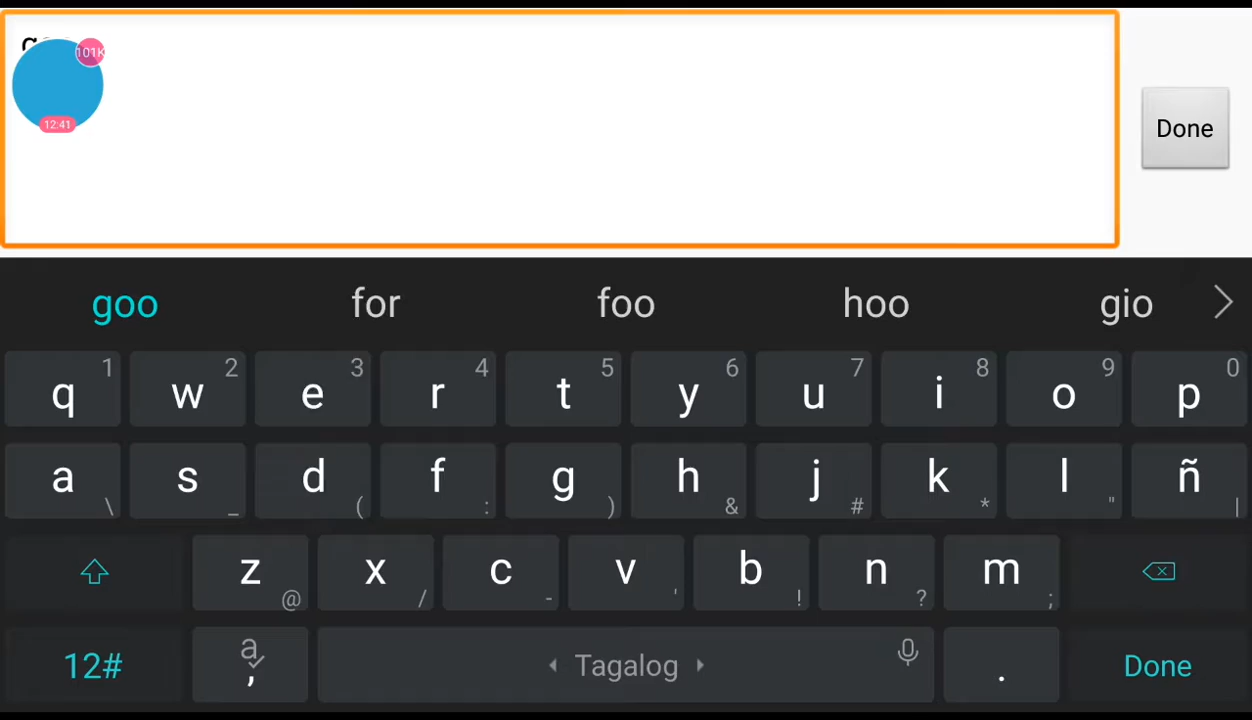 101K
12:41
Done
goo for foo hoo gio
1 2 3 4 5 6 7 8 9 0
q w e r t y u i o p
a s d f g h j k l ñ
\ _ ( : ) & # * " |
z x c v b n m
@ / - ' ! ? ;
12# a , Tagalog . Done